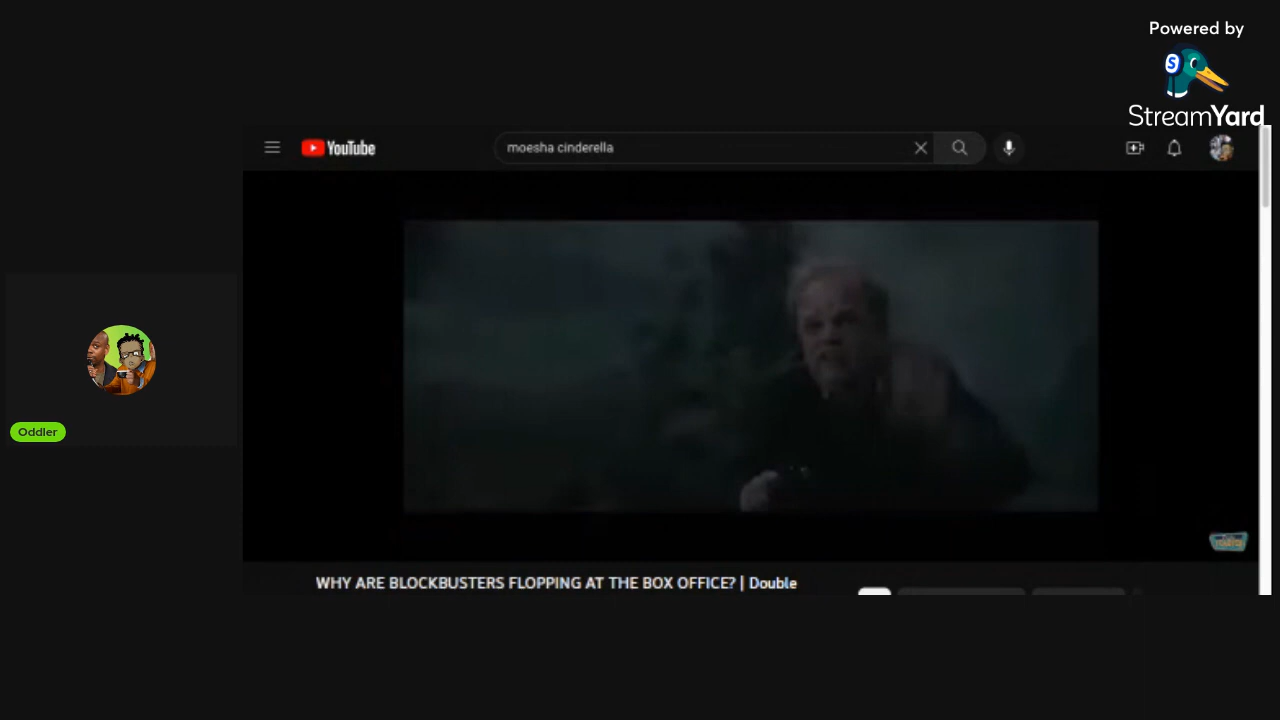 Powered by
S
StreamYard
YouTube
moesha cinderella
Oddler
WHY ARE BLOCKBUSTERS FLOPPING AT THE BOX OFFICE? | Double